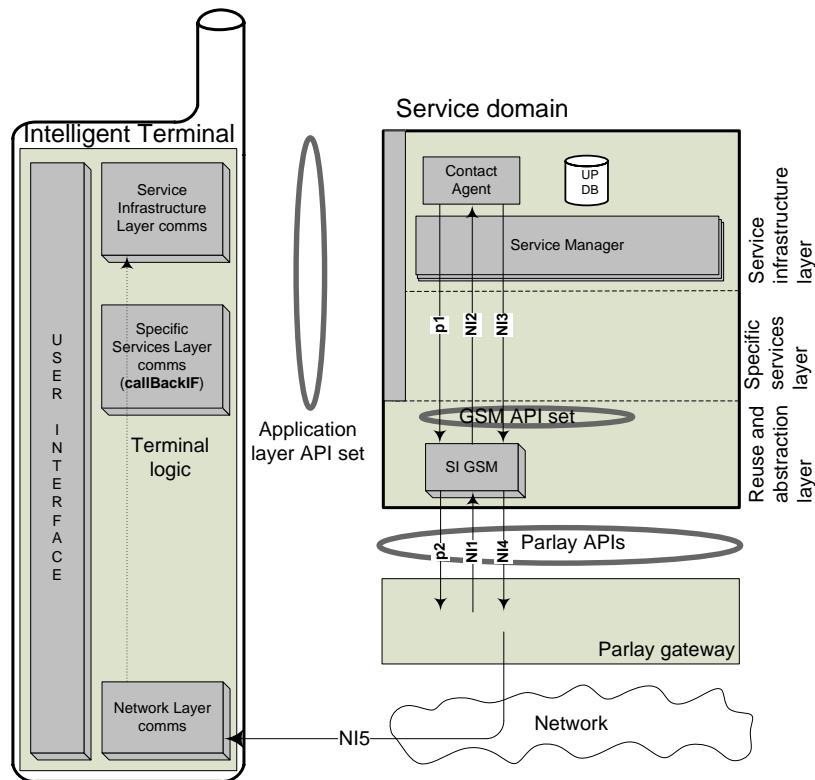 Intelligent Terminal
USER INTERFACE
Service
Infrastructure
Layer comms
Specific
Services Layer
comms
(callBackIF)
Terminal
logic
Network Layer
comms
Application
layer API set
Service domain
Contact
Agent
UP
DB
Service Manager
p1
NI2
NI3
GSM API set
SI GSM
p2
NI1
NI4
Parlay APIs
Parlay gateway
Network
NI5
Service
infrastructure
layer
Specific
services
layer
Reuse and
abstraction
layer